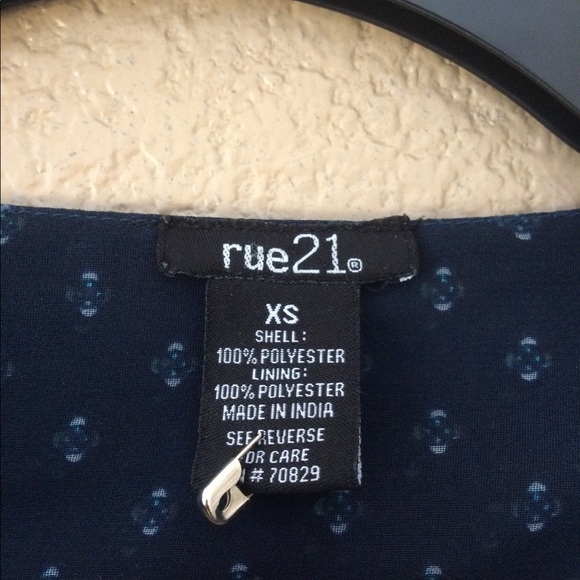 rue21®
XS
SHELL:
100% POLYESTER
LINING:
100% POLYESTER
MADE IN INDIA
SEE REVERSE
OR CARE
# 70829